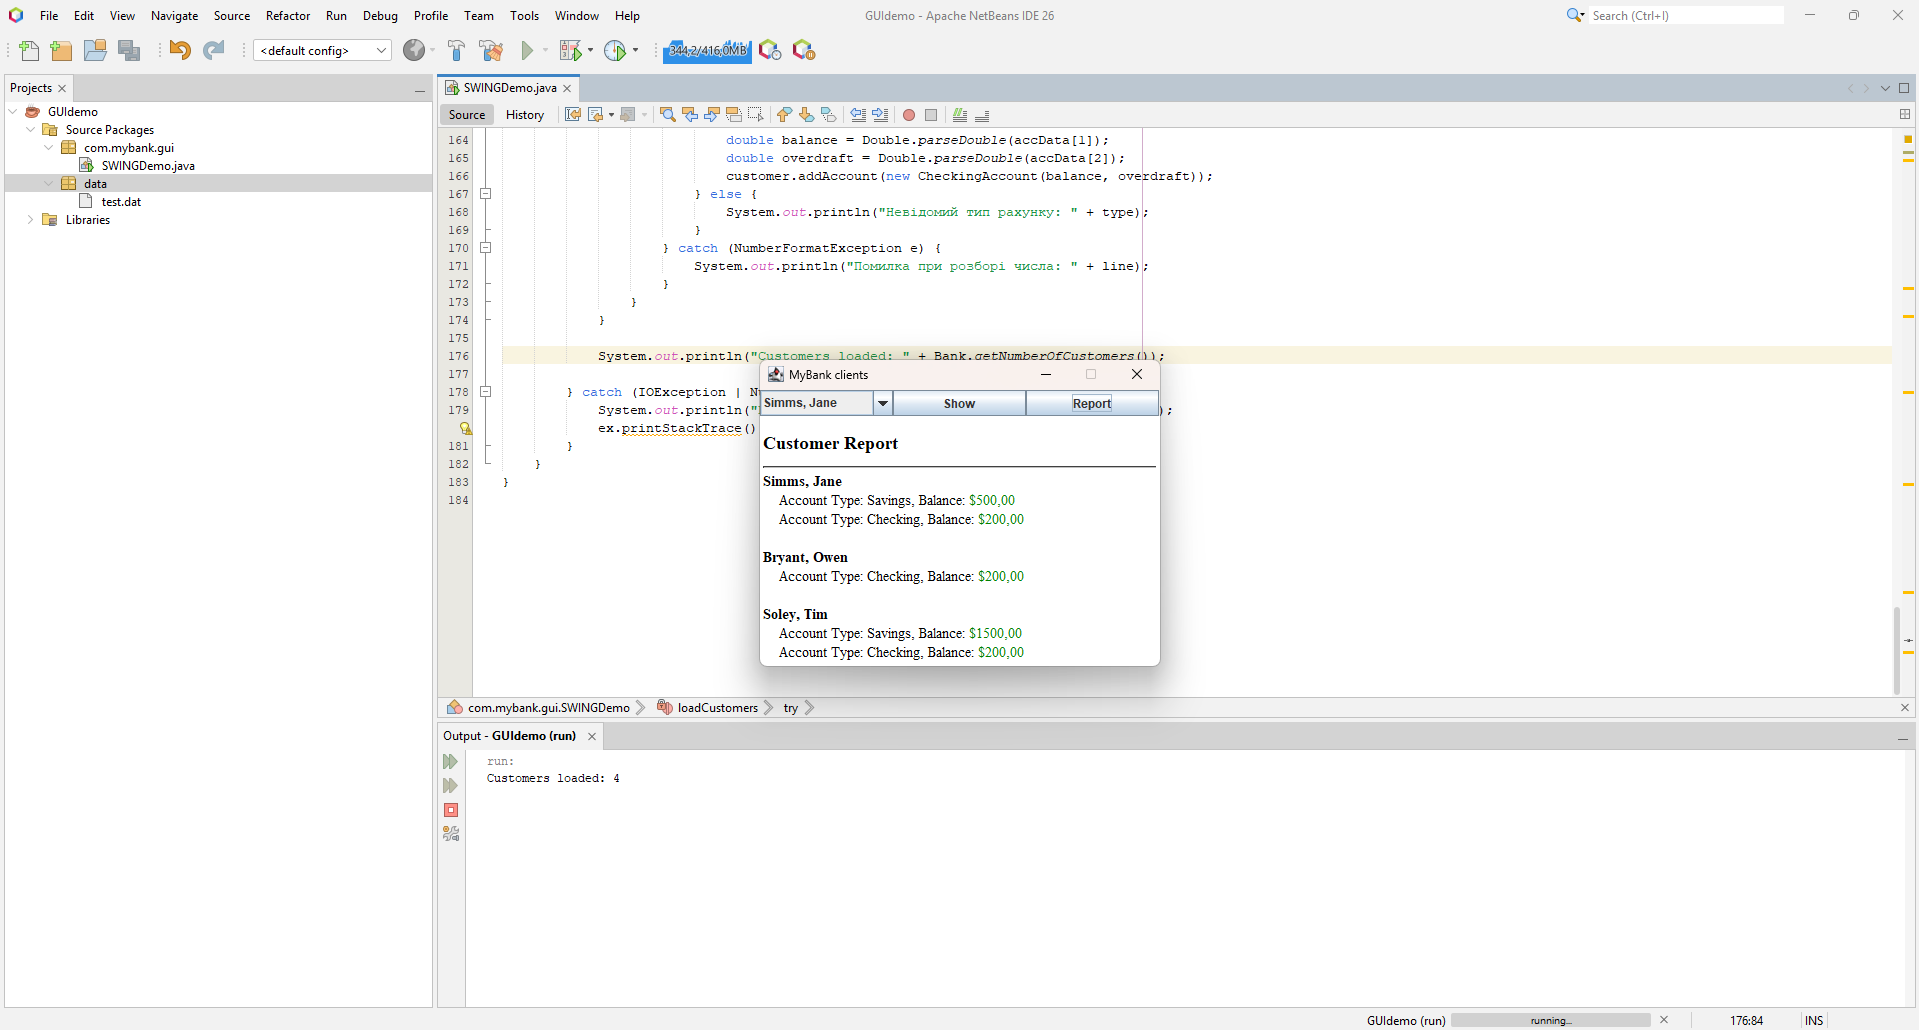 File Edit View Navigate Source Refactor Run Debug Profile Team Tools Window Help
GUIdemo - Apache NetBeans IDE 26
Search (Ctrl+I)
<default config>
344,2/416,0MB
Projects
GUIdemo
Source Packages
com.mybank.gui
SWINGDemo.java
data
test.dat
Libraries
SWINGDemo.java
Source History
164 double balance = Double.parseDouble(accData[1]);
165 double overdraft = Double.parseDouble(accData[2]);
166 customer.addAccount(new CheckingAccount(balance, overdraft));
167 } else {
168 System.out.println("Невідомий тип рахунку: " + type);
169 }
170 } catch (NumberFormatException e) {
171 System.out.println("Помилка при розборі числа: " + line);
172 }
173 }
174 }
175
176 System.out.println("Customers loaded: " + Bank.getNumberOfCustomers());
177
178 } catch (IOException |
179 System.out.println(" );
ex.printStackTrace()
181 }
182 }
183 }
184
MyBank clients
Simms, Jane Show Report
Customer Report
Simms, Jane
Account Type: Savings, Balance: $500,00
Account Type: Checking, Balance: $200,00
Bryant, Owen
Account Type: Checking, Balance: $200,00
Soley, Tim
Account Type: Savings, Balance: $1500,00
Account Type: Checking, Balance: $200,00
com.mybank.gui.SWINGDemo loadCustomers try
Output - GUIdemo (run)
run:
Customers loaded: 4
GUIdemo (run) running... 176:84 INS